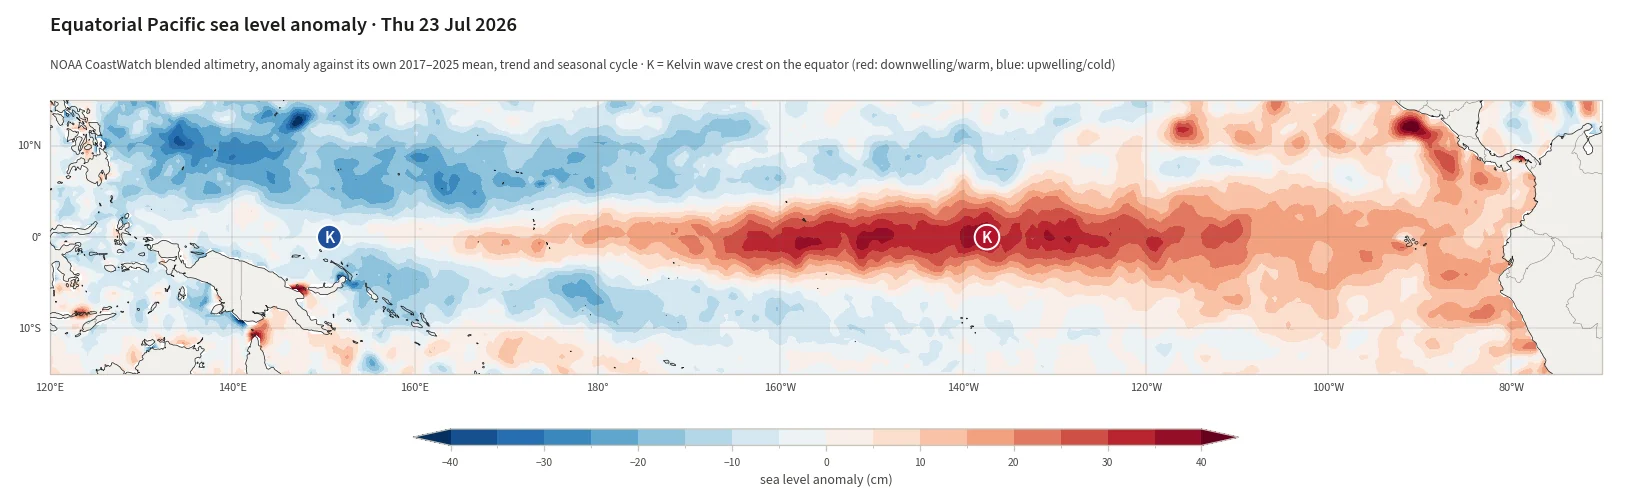 Equatorial Pacific sea level anomaly · Thu 23 Jul 2026
NOAA CoastWatch blended altimetry, anomaly against its own 2017–2025 mean, trend and seasonal cycle · K = Kelvin wave crest on the equator (red: downwelling/warm, blue: upwelling/cold)
10°N
0°
10°S
K
K
120°E 140°E 160°E 180° 160°W 140°W 120°W 100°W 80°W
−40 −30 −20 −10 0 10 20 30 40
sea level anomaly (cm)